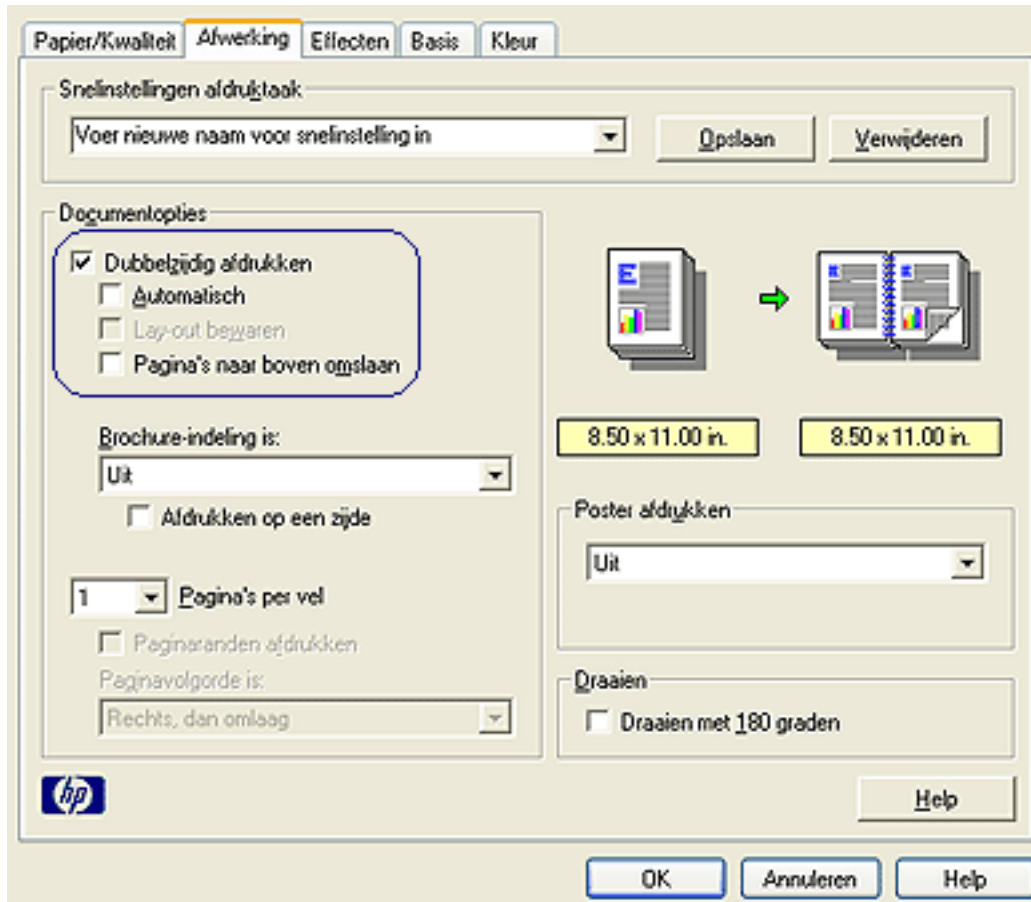 Papier/Kwaliteit Afwerking Effecten Basis Kleur
Snelinstellingen afdruktaak
Voer nieuwe naam voor snelinstelling in Opslaan Verwijderen
Documentopties
Dubbelzijdig afdrukken
Automatisch
Lay-out bewaren
Pagina's naar boven omslaan
Brochure-indeling is:
Uit
Afdrukken op een zijde
1 Pagina's per vel
Paginaranden afdrukken
Paginavolgorde is:
Rechts, dan omlaag
E
8.50 x 11.00 in. 8.50 x 11.00 in.
Poster afdrukken
Uit
Draaien
Draaien met 180 graden
hp
Help
OK Annuleren Help